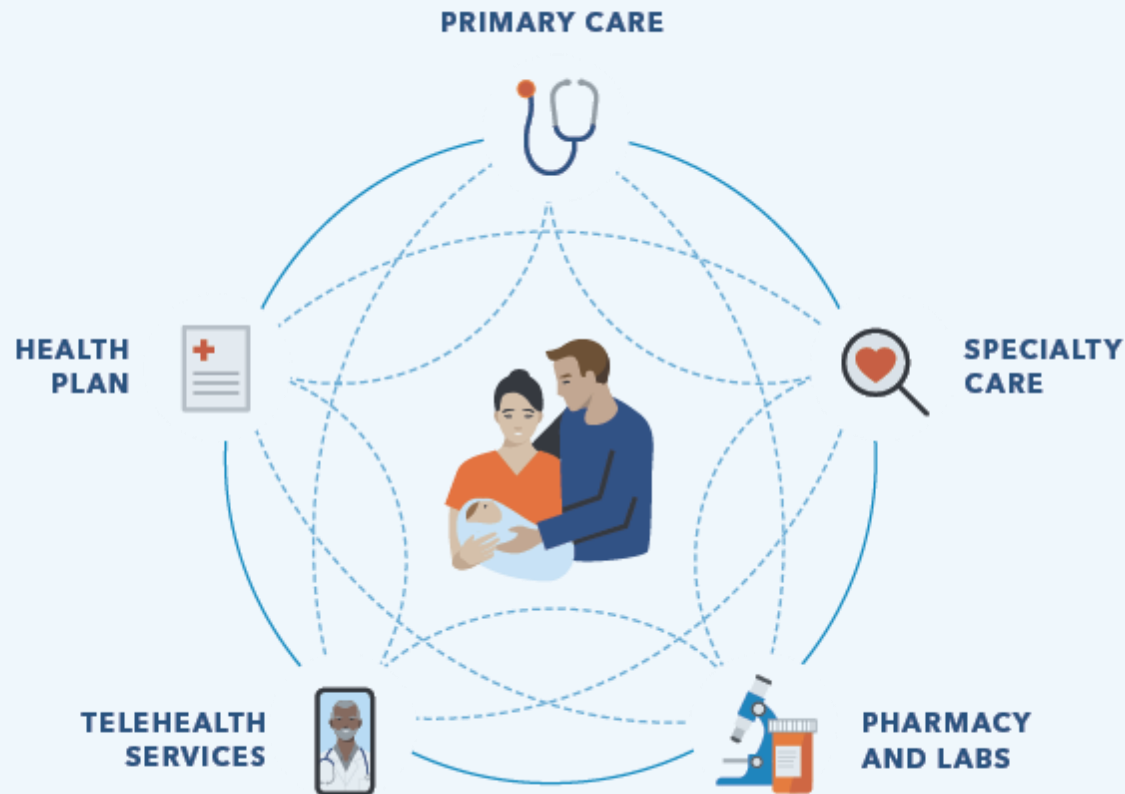 PRIMARY CARE
HEALTH
PLAN
SPECIALTY
CARE
TELEHEALTH
SERVICES
PHARMACY
AND LABS